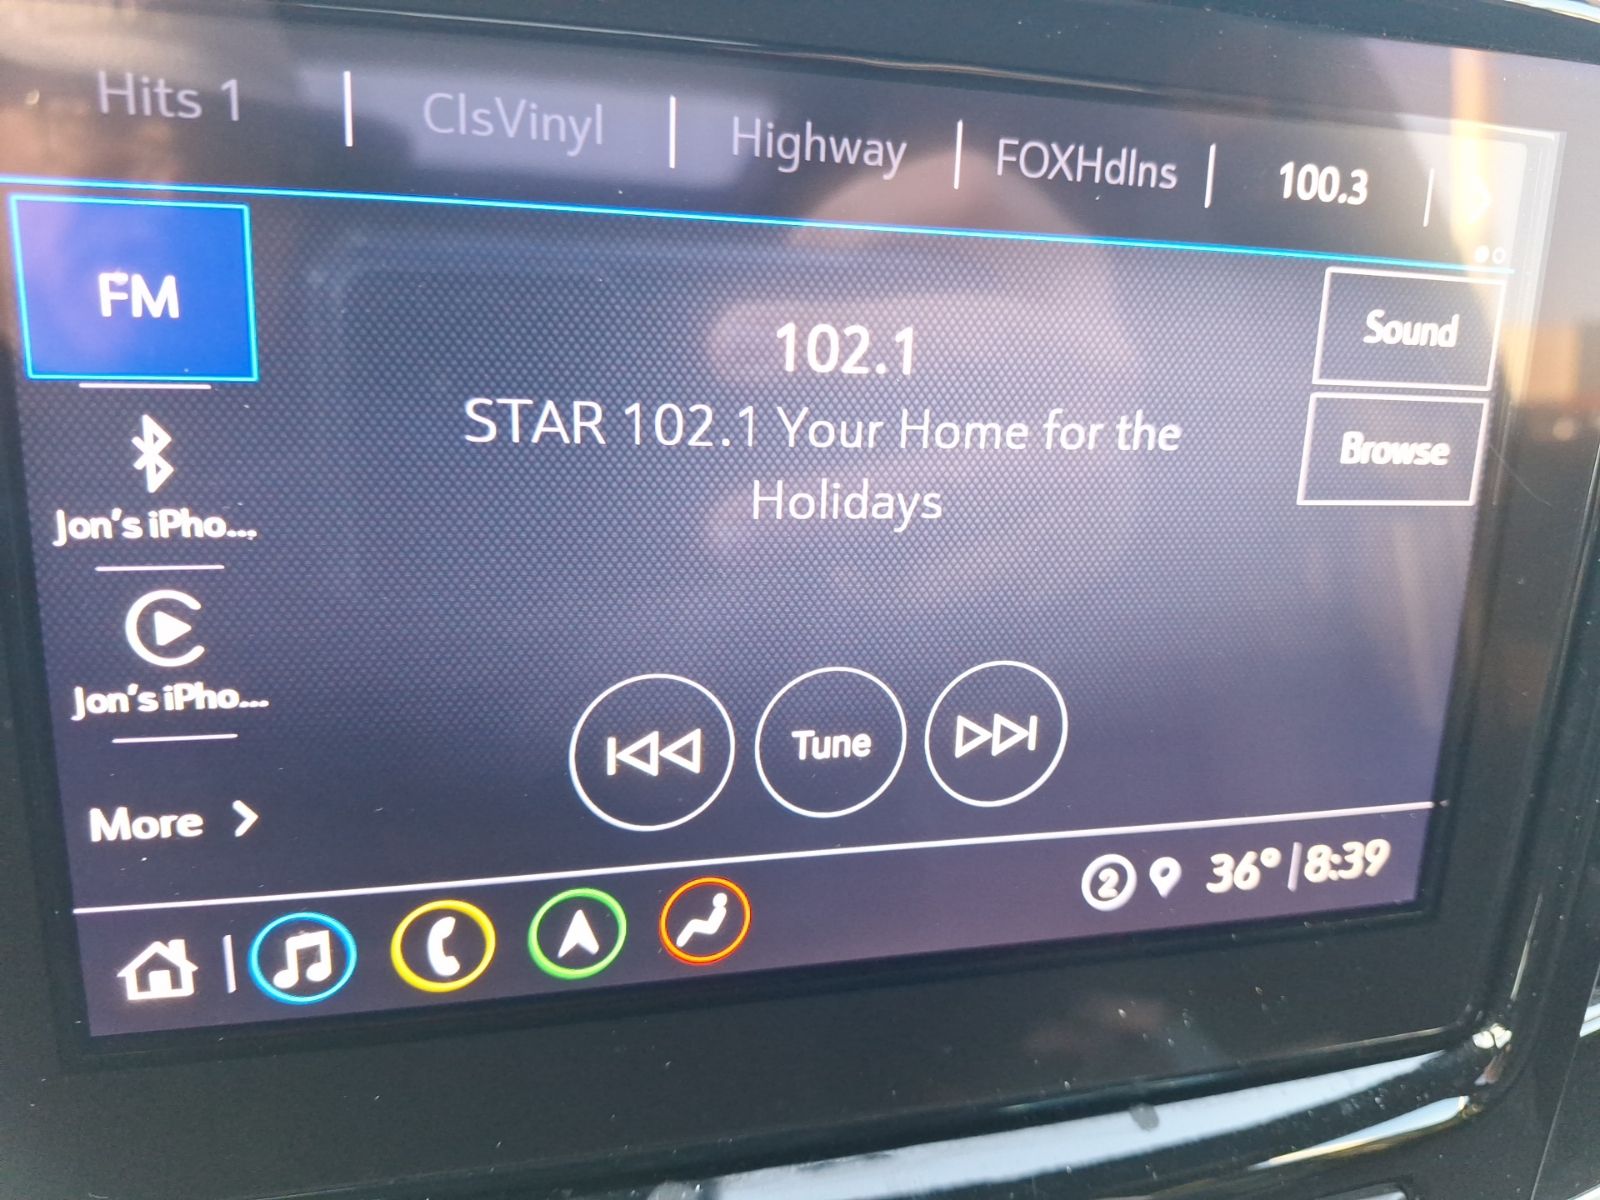 Hits 1
ClsVinyl
Highway
FOXHdlns
100.3
FM
102.1
STAR 102.1 Your Home for the
Holidays
Sound
Browse
Jon's iPho...
Jon's iPho...
More
Tune
2
36° 8:39